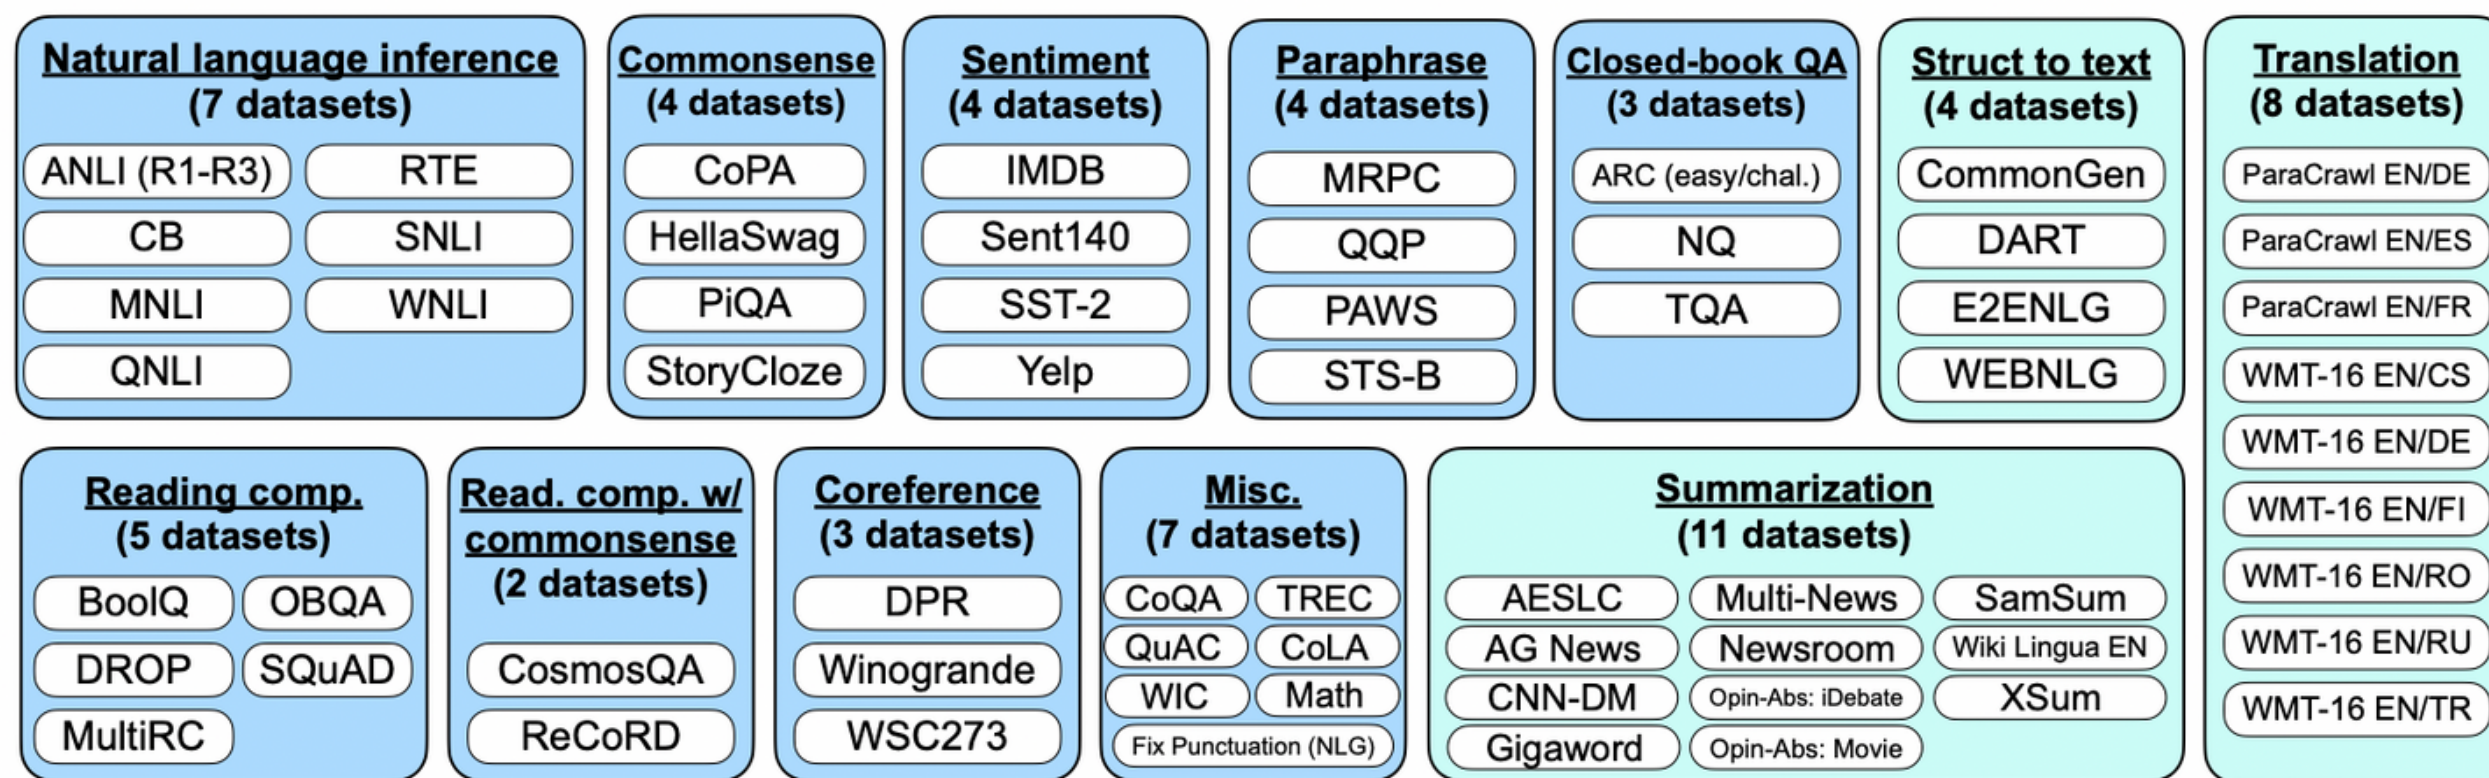 Natural language inference
(7 datasets)
ANLI (R1-R3)
RTE
CB
SNLI
MNLI
WNLI
QNLI
Commonsense
(4 datasets)
CoPA
HellaSwag
PiQA
StoryCloze
Sentiment
(4 datasets)
IMDB
Sent140
SST-2
Yelp
Paraphrase
(4 datasets)
MRPC
QQP
PAWS
STS-B
Closed-book QA
(3 datasets)
ARC (easy/chal.)
NQ
TQA
Struct to text
(4 datasets)
CommonGen
DART
E2ENLG
WEBNLG
Translation
(8 datasets)
ParaCrawl EN/DE
ParaCrawl EN/ES
ParaCrawl EN/FR
WMT-16 EN/CS
WMT-16 EN/DE
WMT-16 EN/FI
WMT-16 EN/RO
WMT-16 EN/RU
WMT-16 EN/TR
Reading comp.
(5 datasets)
BoolQ
OBQA
DROP
SQuAD
MultiRC
Read. comp. w/
commonsense
(2 datasets)
CosmosQA
ReCoRD
Coreference
(3 datasets)
DPR
Winogrande
WSC273
Misc.
(7 datasets)
CoQA
TREC
QuAC
CoLA
WIC
Math
Fix Punctuation (NLG)
Summarization
(11 datasets)
AESLC
Multi-News
SamSum
AG News
Newsroom
Wiki Lingua EN
CNN-DM
Opin-Abs: iDebate
XSum
Gigaword
Opin-Abs: Movie